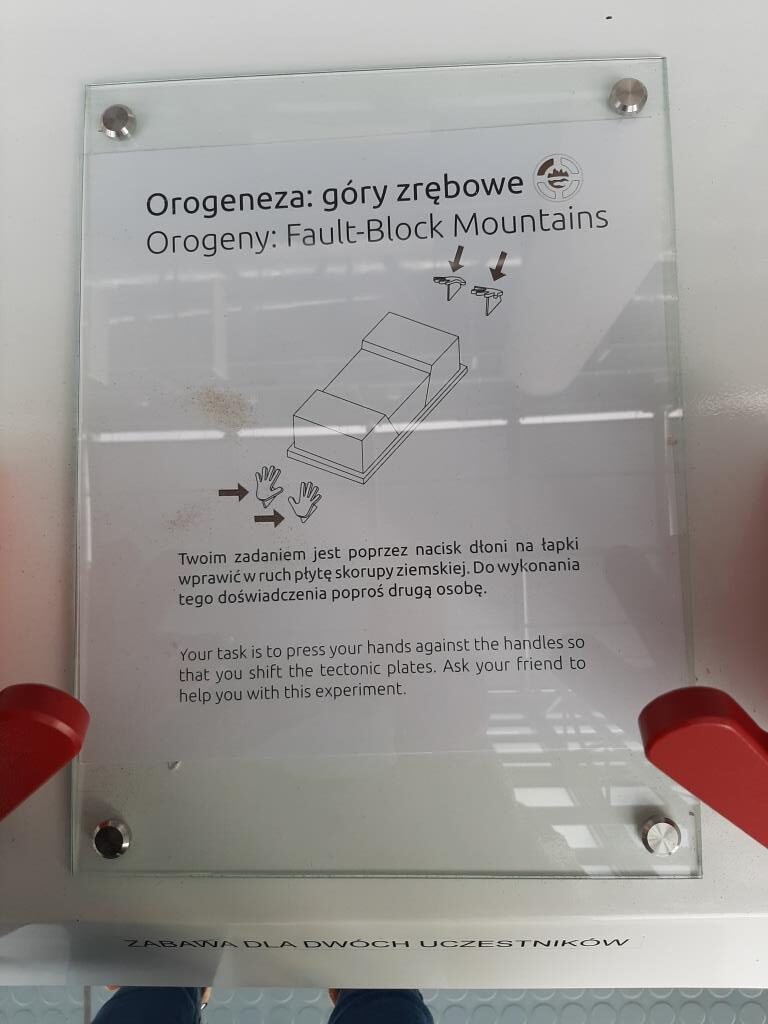 Orogeneza: góry zrębowe
Orogeny: Fault-Block Mountains
Twoim zadaniem jest poprzez nacisk dłoni na łapki
wprawić w ruch płytę skorupy ziemskiej. Do wykonania
tego doświadczenia poproś drugą osobę.
Your task is to press your hands against the handles so
that you shift the tectonic plates. Ask your friend to
help you with this experiment.
ZABAWA DLA DWÓCH UCZESTNIKÓW